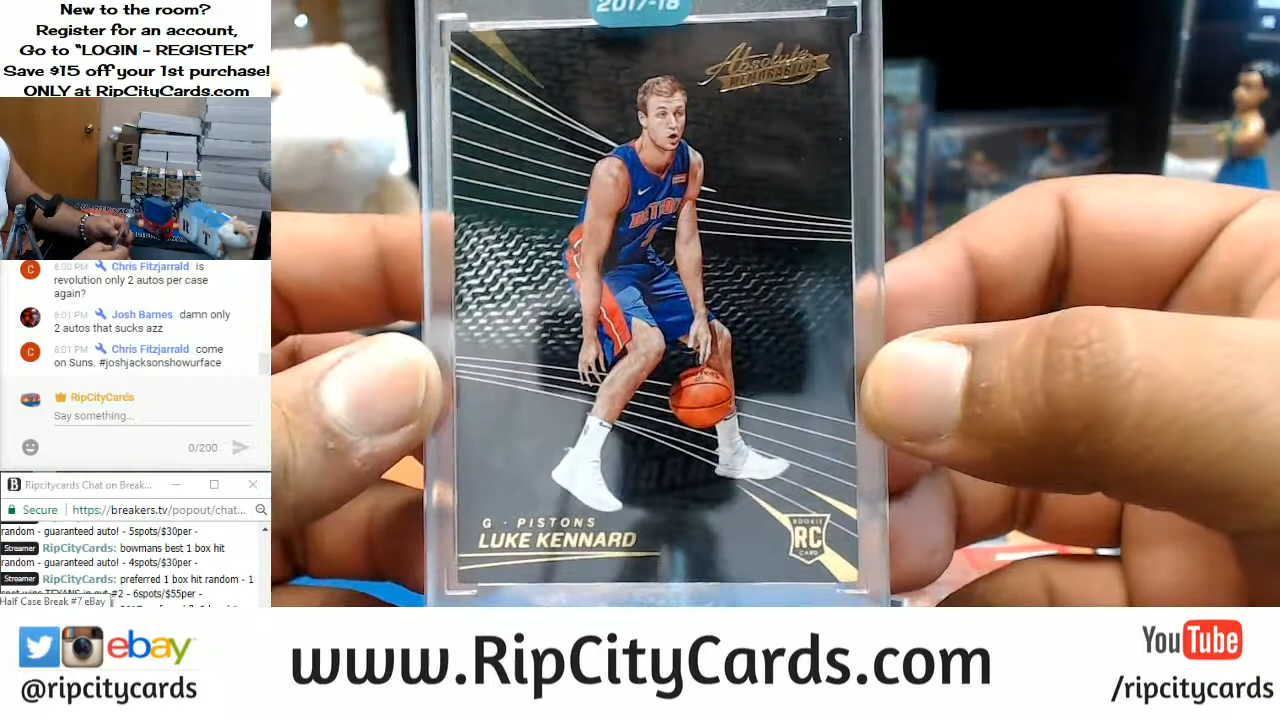 New to the room?
Register for an account,
Go to "LOGIN - REGISTER"
Save $15 off your 1st purchase!
ONLY at RipCityCards.com
8:00 PM Chris Fitzjarrald is
revolution only 2 autos per case
again?
8:01 PM Josh Barnes damn only
2 autos that sucks azz
8:01 PM Chris Fitzjarrald come
on Suns. #joshjacksonshowurface
RipCityCards
Say something...
0/200
Ripcitycards Chat on Break...
Secure https://breakers.tv/popout/chat...
random - guaranteed auto! - 5spots/$30per -
Streamer RipCityCards: bowmans best 1 box hit
random - guaranteed auto! - 4spots/$30per -
Streamer RipCityCards: preferred 1 box hit random - 1
#2 - 6spots/$55per -
Half Case Break #7 eBay
2017-18
Absolute
MEMORABILIA
DETROIT
G · PISTONS
LUKE KENNARD
ROOKIE
RC
CARD
ebay
@ripcitycards
www.RipCityCards.com
YouTube
/ripcitycards